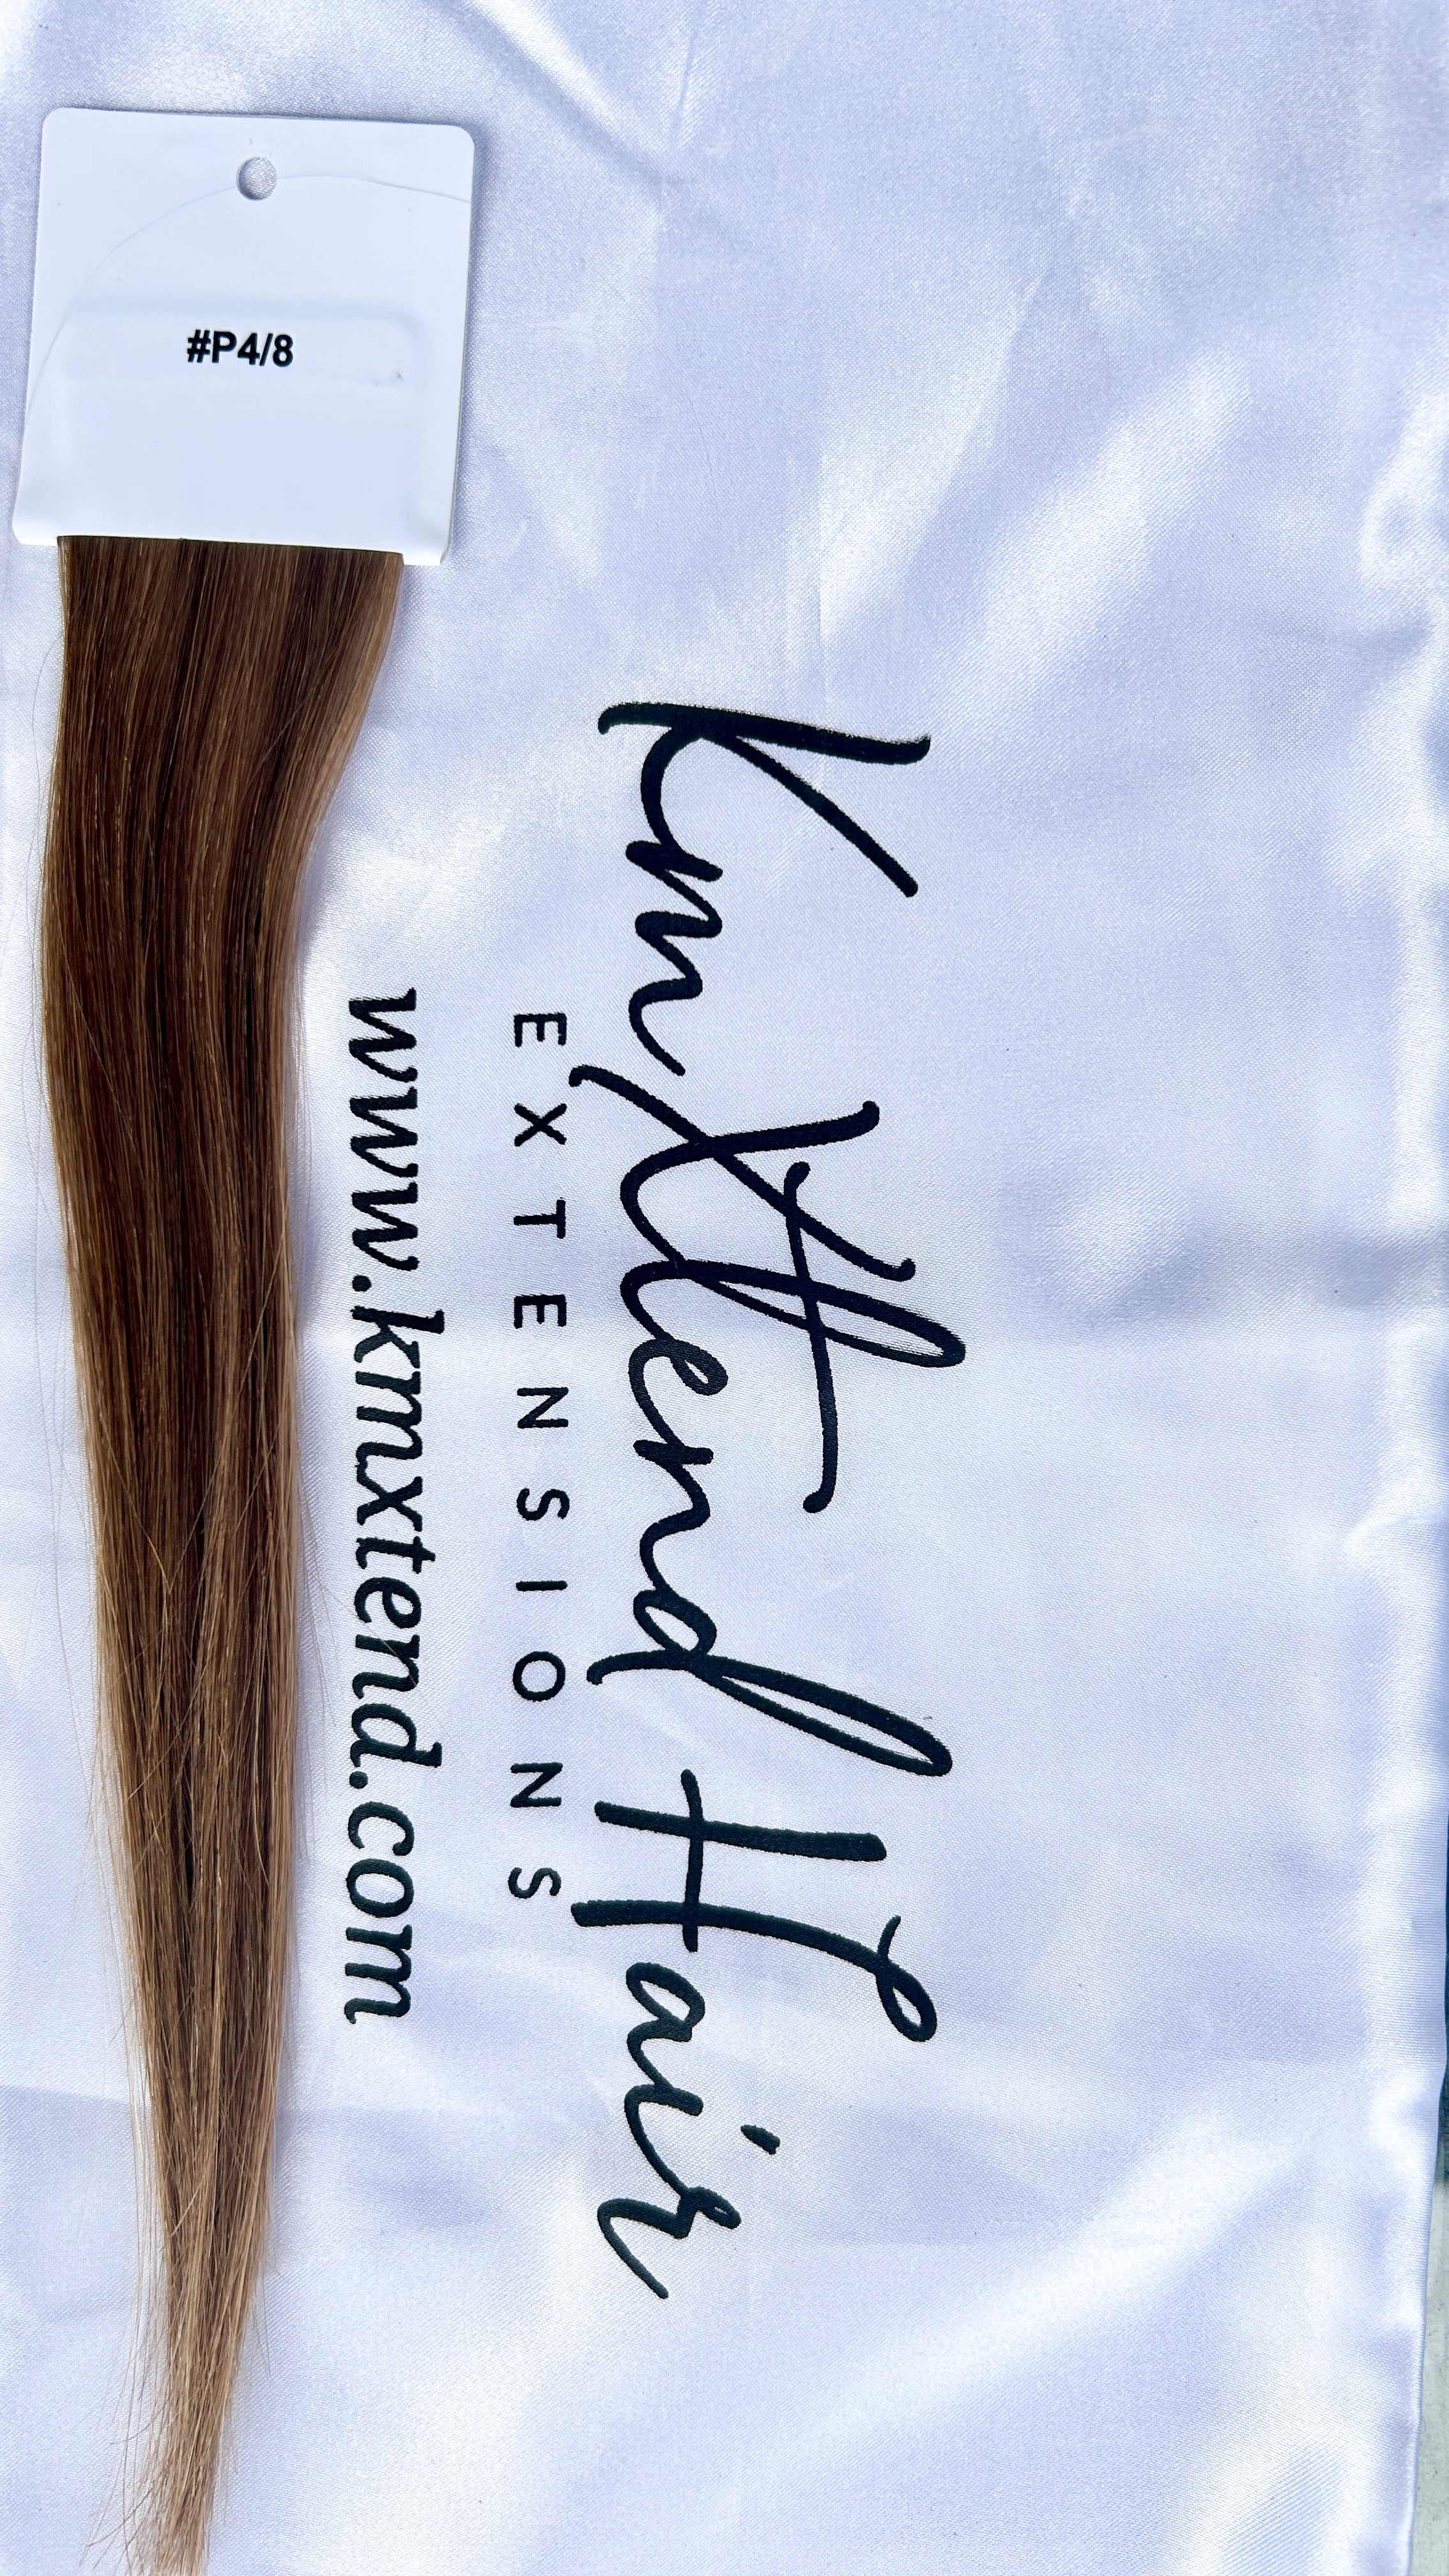 #P4/8
KmXtend Hair
EXTENSIONS
www.kmxtend.com